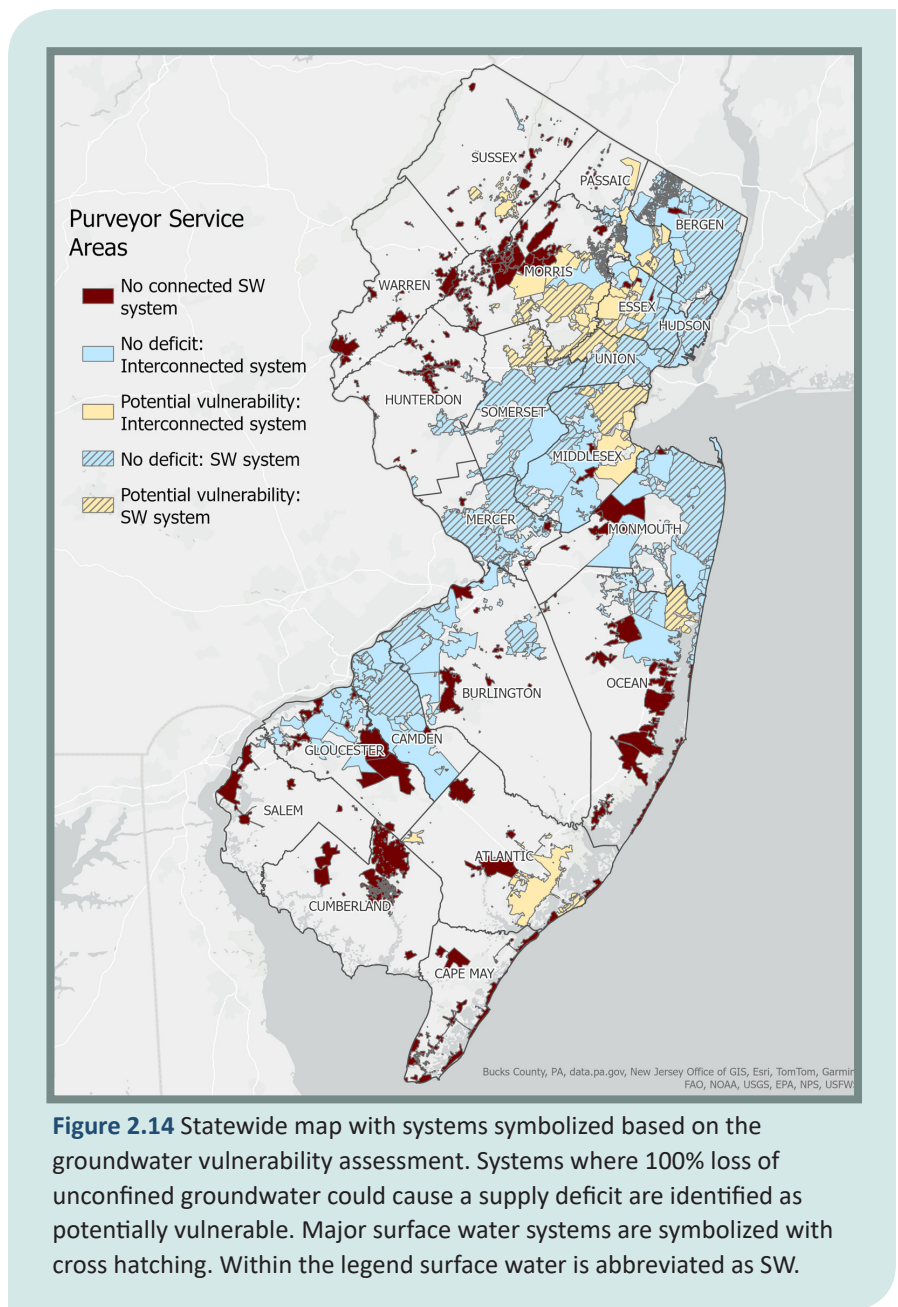 SUSSEX
PASSAIC
BERGEN
Purveyor Service
Areas
No connected SW
system
No deficit:
Interconnected system
Potential vulnerability:
Interconnected system
No deficit: SW system
Potential vulnerability:
SW system
WARREN
MORRIS
ESSEX
HUDSON
UNION
HUNTERDON
SOMERSET
MIDDLESEX
MERCER
MONMOUTH
OCEAN
BURLINGTON
CAMDEN
GLOUCESTER
SALEM
ATLANTIC
CUMBERLAND
CAPE MAY
Bucks County, PA, data.pa.gov, New Jersey Office of GIS, Esri, TomTom, Garmin
FAO, NOAA, USGS, EPA, NPS, USFWS
Figure 2.14 Statewide map with systems symbolized based on the
groundwater vulnerability assessment. Systems where 100% loss of
unconfined groundwater could cause a supply deficit are identified as
potentially vulnerable. Major surface water systems are symbolized with
cross hatching. Within the legend surface water is abbreviated as SW.